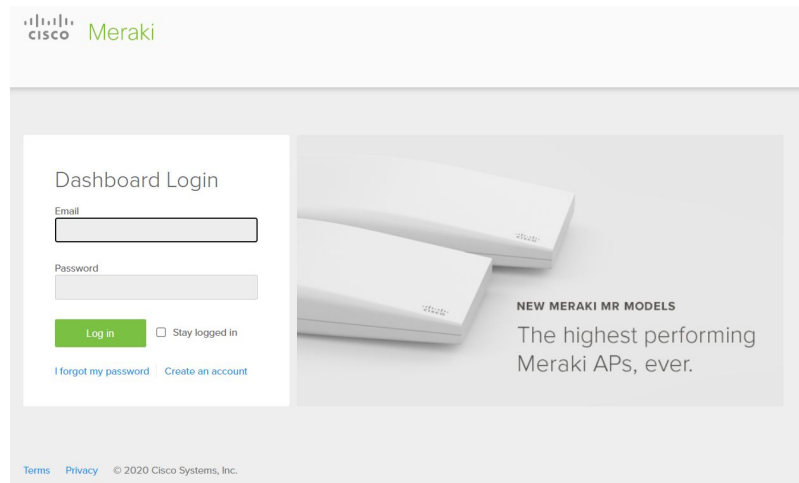 cisco Meraki
Dashboard Login
Email
Password
Log in Stay logged in
I forgot my password Create an account
NEW MERAKI MR MODELS
The highest performing
Meraki APs, ever.
Terms Privacy © 2020 Cisco Systems, Inc.